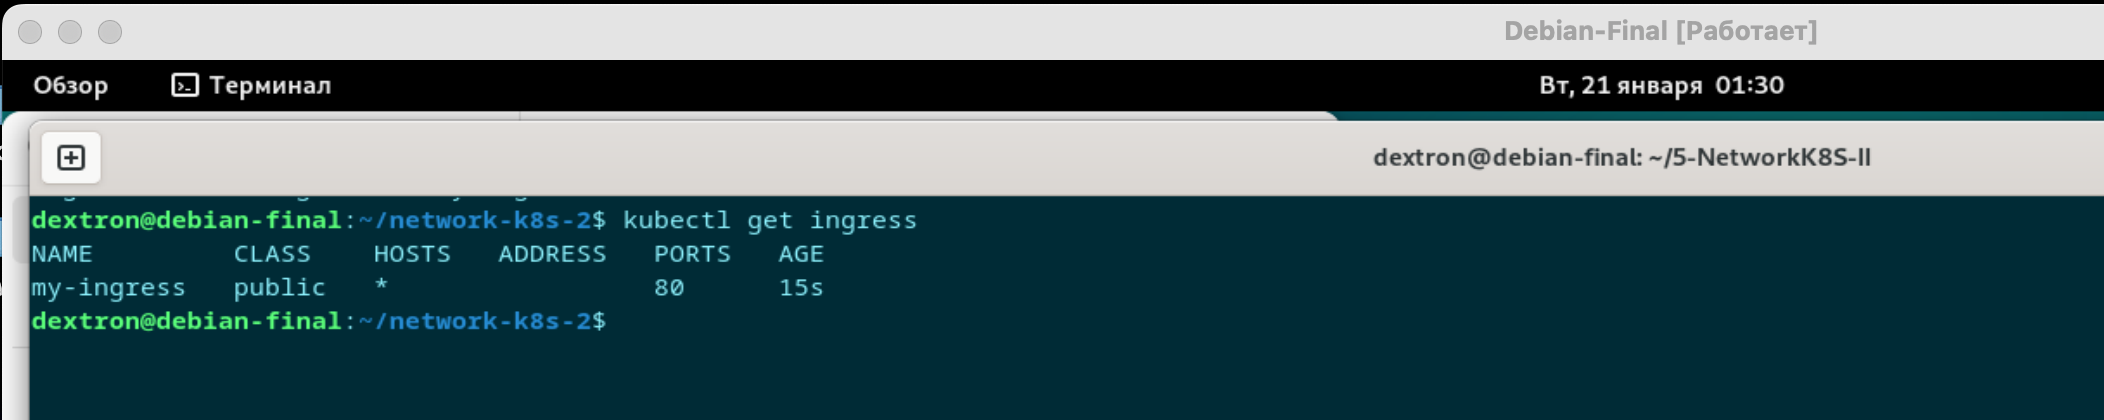 Debian-Final [Работает]
Обзор Терминал Вт, 21 января 01:30
dextron@debian-final: ~/5-NetworkK8S-II
dextron@debian-final:~/network-k8s-2$ kubectl get ingress
NAME CLASS HOSTS ADDRESS PORTS AGE
my-ingress public * 80 15s
dextron@debian-final:~/network-k8s-2$